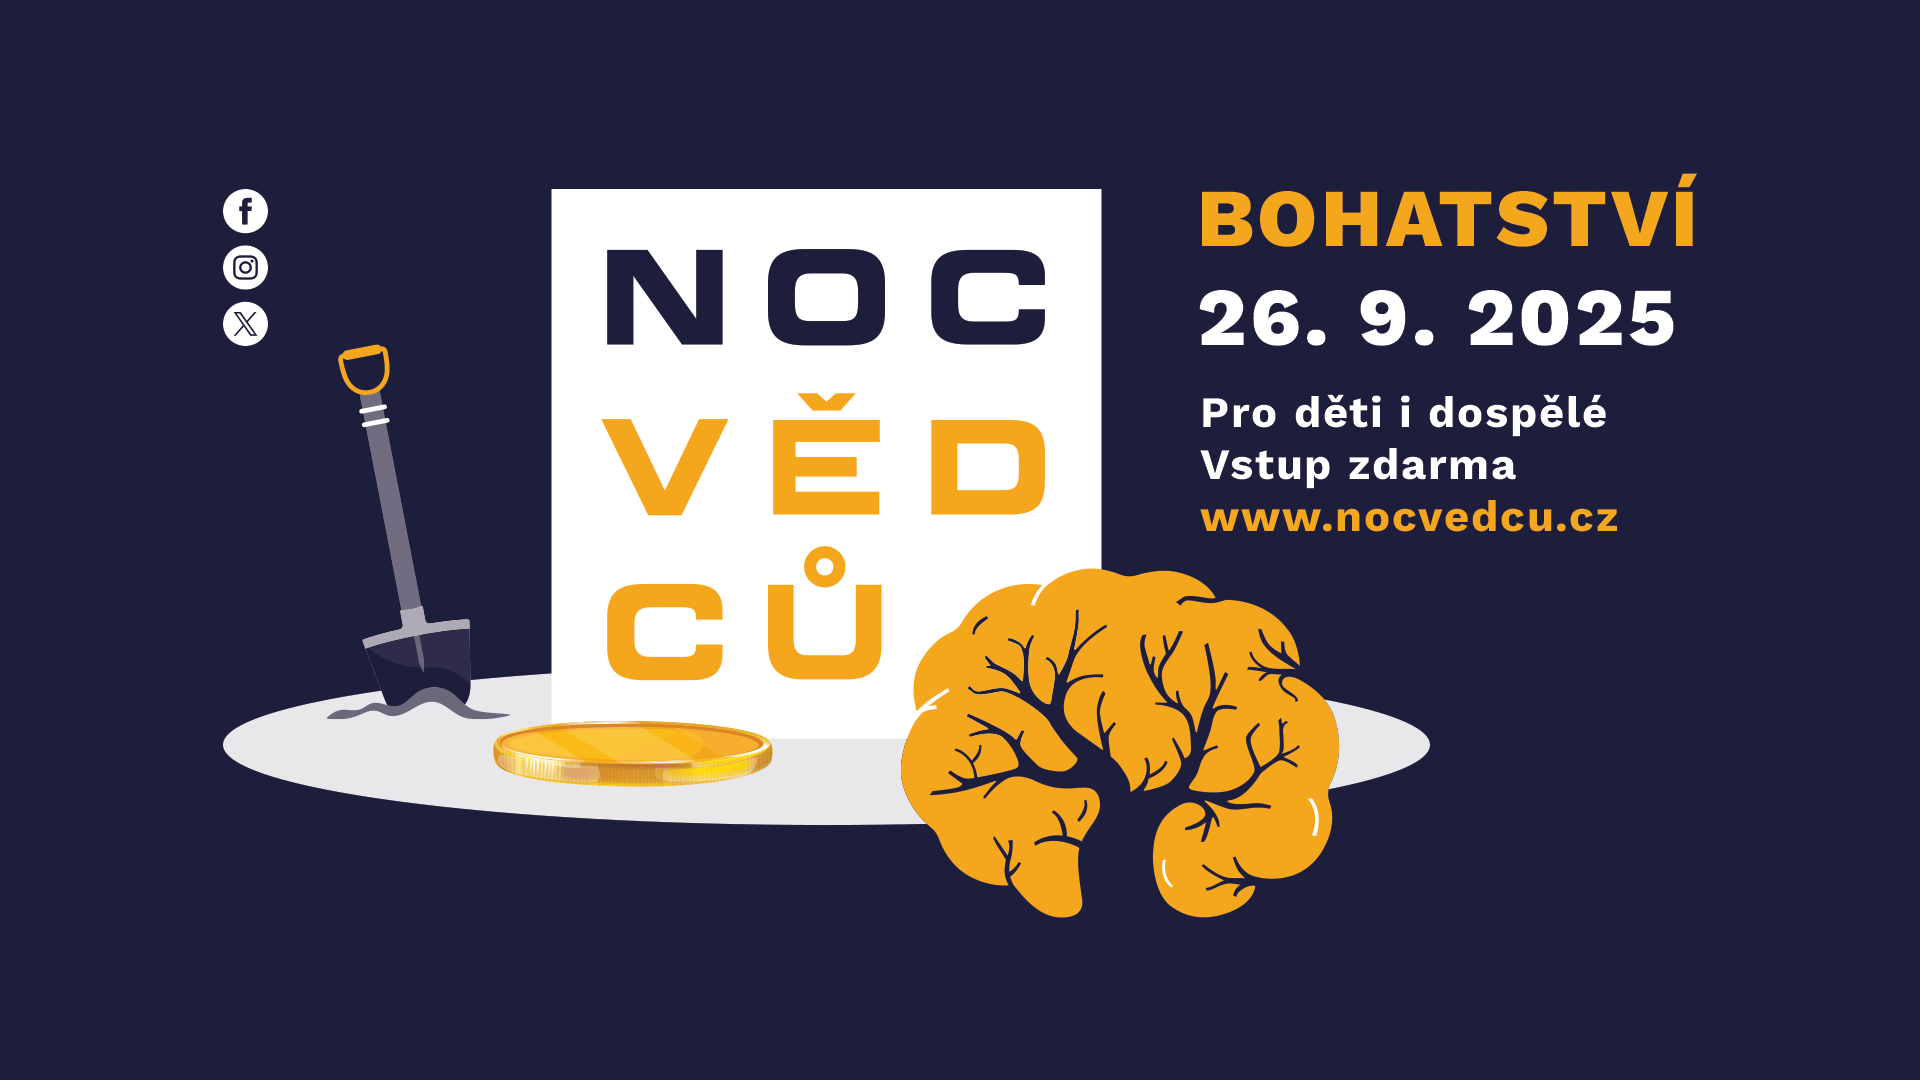 NOC
VĚD
CŮ
BOHATSTVÍ
26. 9. 2025
Pro děti i dospělé
Vstup zdarma
www.nocvedcu.cz